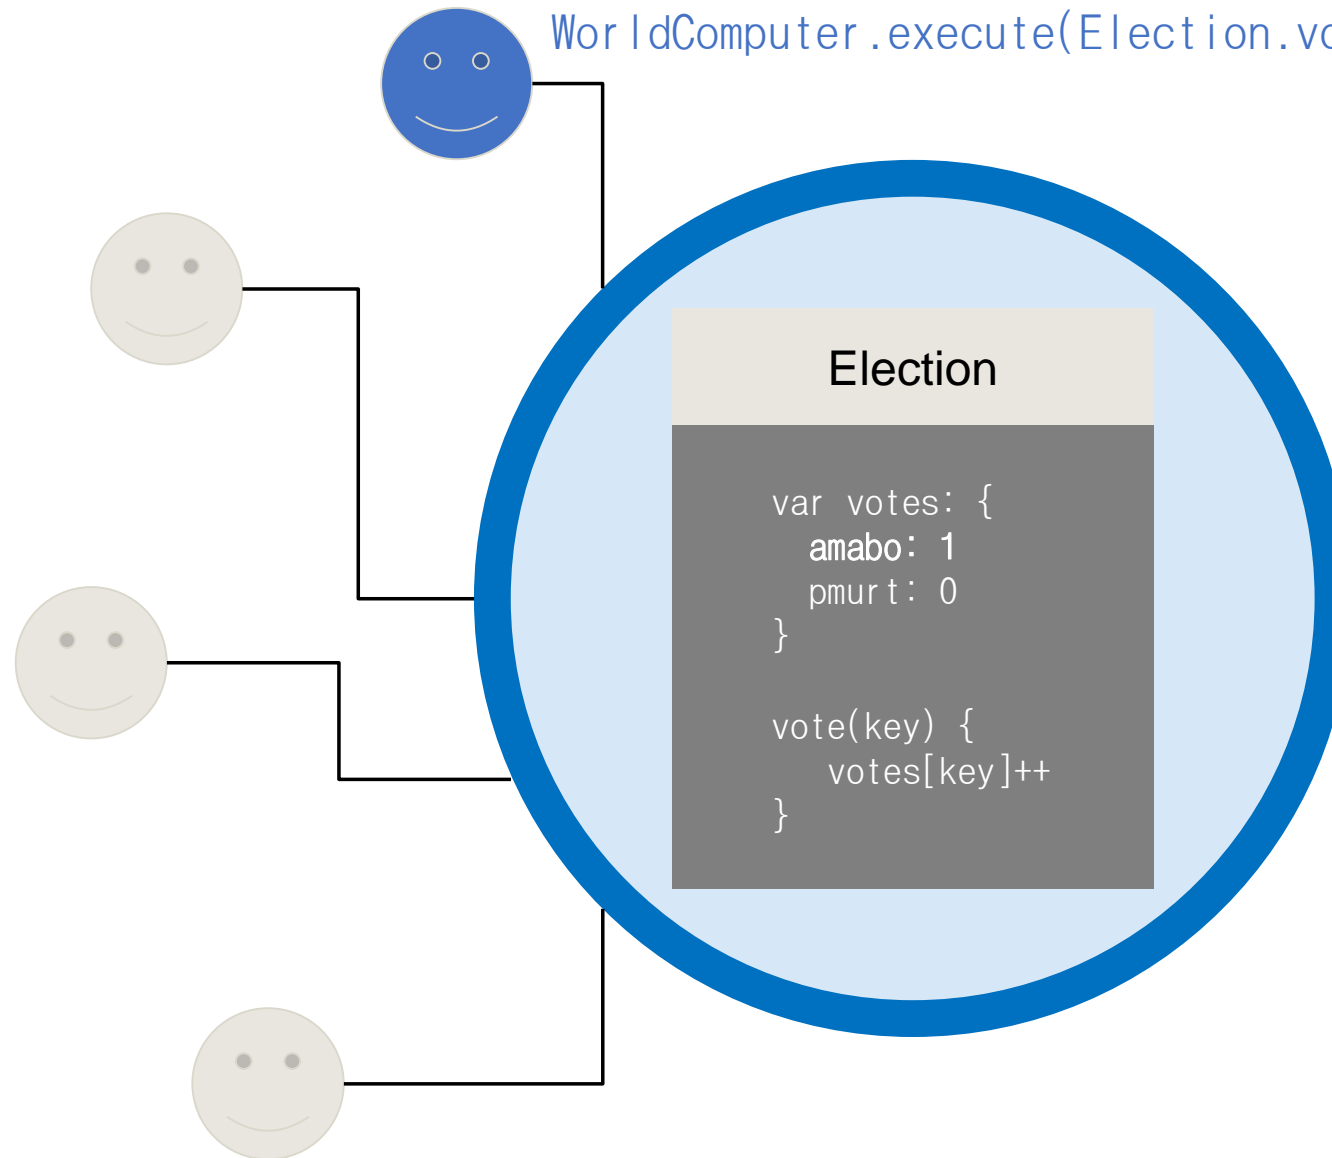 WorldComputer.execute(Election.vo
Election
var votes: {
amabo: 1
pmurt: 0
}
vote(key) {
votes[key]++
}